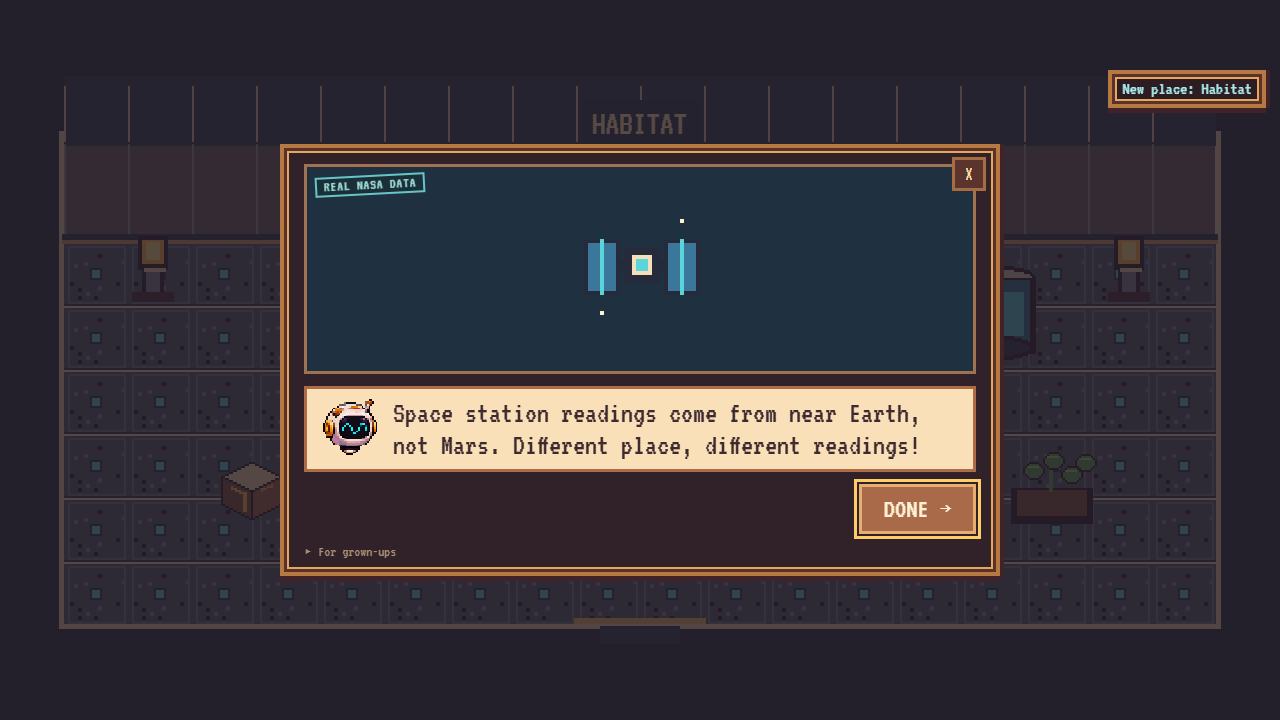 New place: Habitat
HABITAT
REAL NASA DATA
X
Space station readings come from near Earth,
not Mars. Different place, different readings!
DONE →
▸ For grown-ups